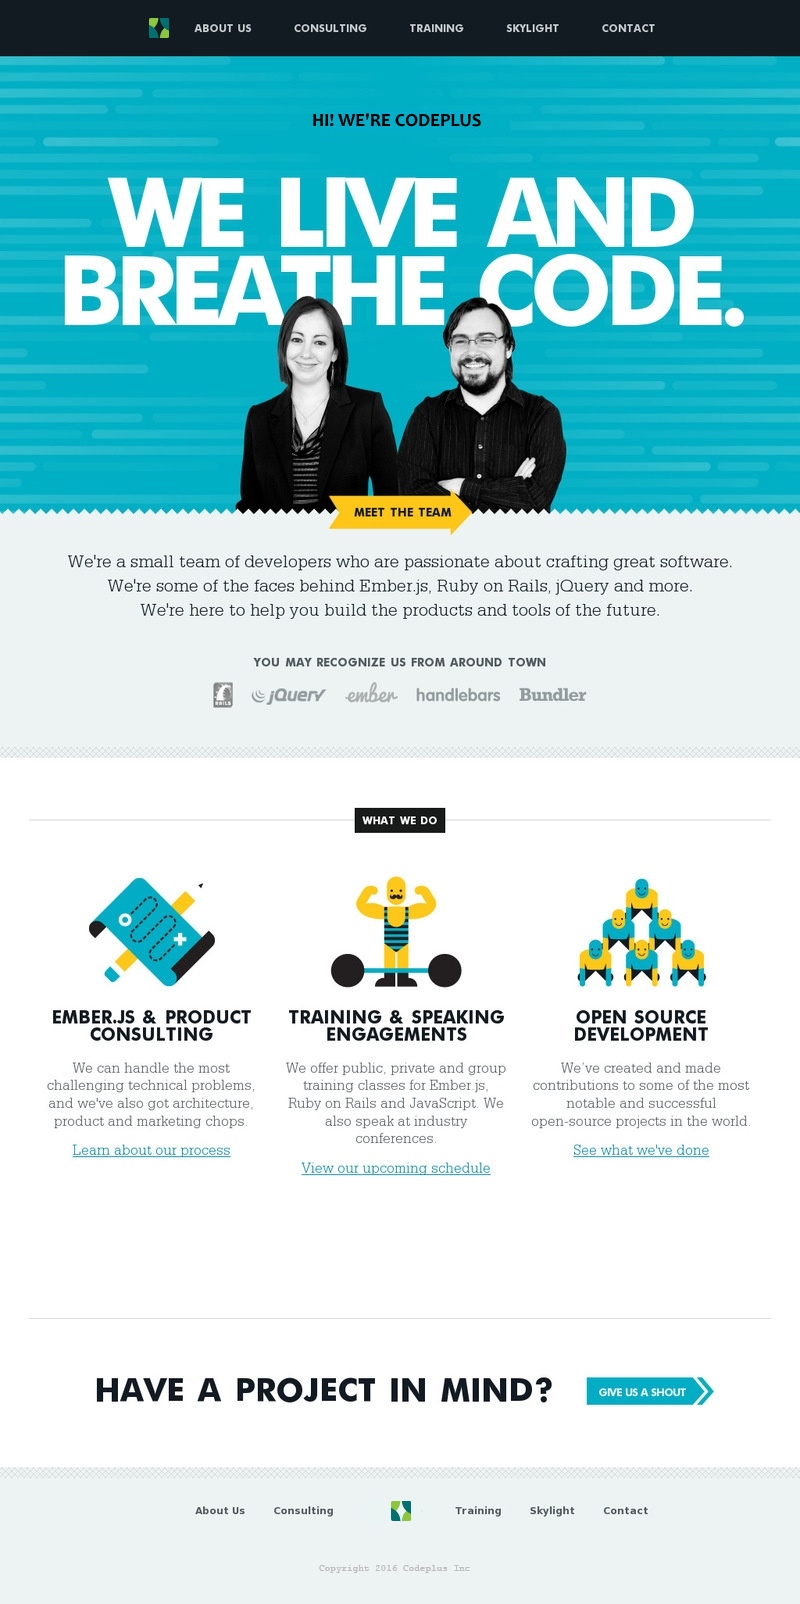 ABOUT US CONSULTING TRAINING SKYLIGHT CONTACT
HI! WE'RE CODEPLUS
WE LIVE AND
BREATHE CODE.
MEET THE TEAM
We're a small team of developers who are passionate about crafting great software.
We're some of the faces behind Ember.js, Ruby on Rails, jQuery and more.
We're here to help you build the products and tools of the future.
YOU MAY RECOGNIZE US FROM AROUND TOWN
RAILS jQuery ember handlebars Bundler
WHAT WE DO
EMBER.JS & PRODUCT
CONSULTING
We can handle the most
challenging technical problems,
and we've also got architecture,
product and marketing chops.
Learn about our process
TRAINING & SPEAKING
ENGAGEMENTS
We offer public, private and group
training classes for Ember.js,
Ruby on Rails and JavaScript. We
also speak at industry
conferences.
View our upcoming schedule
OPEN SOURCE
DEVELOPMENT
We've created and made
contributions to some of the most
notable and successful
open-source projects in the world.
See what we've done
HAVE A PROJECT IN MIND?
GIVE US A SHOUT
About Us Consulting Training Skylight Contact
Copyright 2016 Codeplus Inc